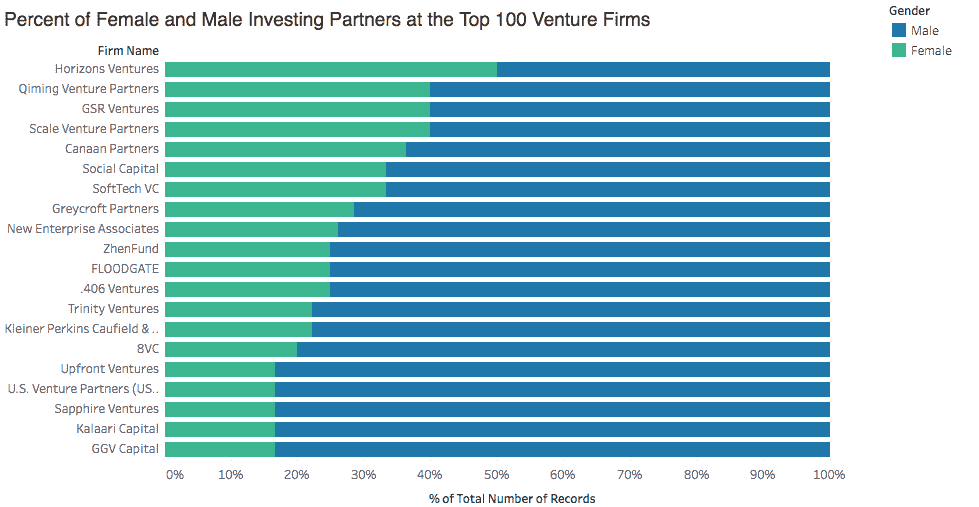 Percent of Female and Male Investing Partners at the Top 100 Venture Firms
Gender
Male
Female
Firm Name
Horizons Ventures
Qiming Venture Partners
GSR Ventures
Scale Venture Partners
Canaan Partners
Social Capital
SoftTech VC
Greycroft Partners
New Enterprise Associates
ZhenFund
FLOODGATE
.406 Ventures
Trinity Ventures
Kleiner Perkins Caufield & ..
8VC
Upfront Ventures
U.S. Venture Partners (US..
Sapphire Ventures
Kalaari Capital
GGV Capital
0% 10% 20% 30% 40% 50% 60% 70% 80% 90% 100%
% of Total Number of Records